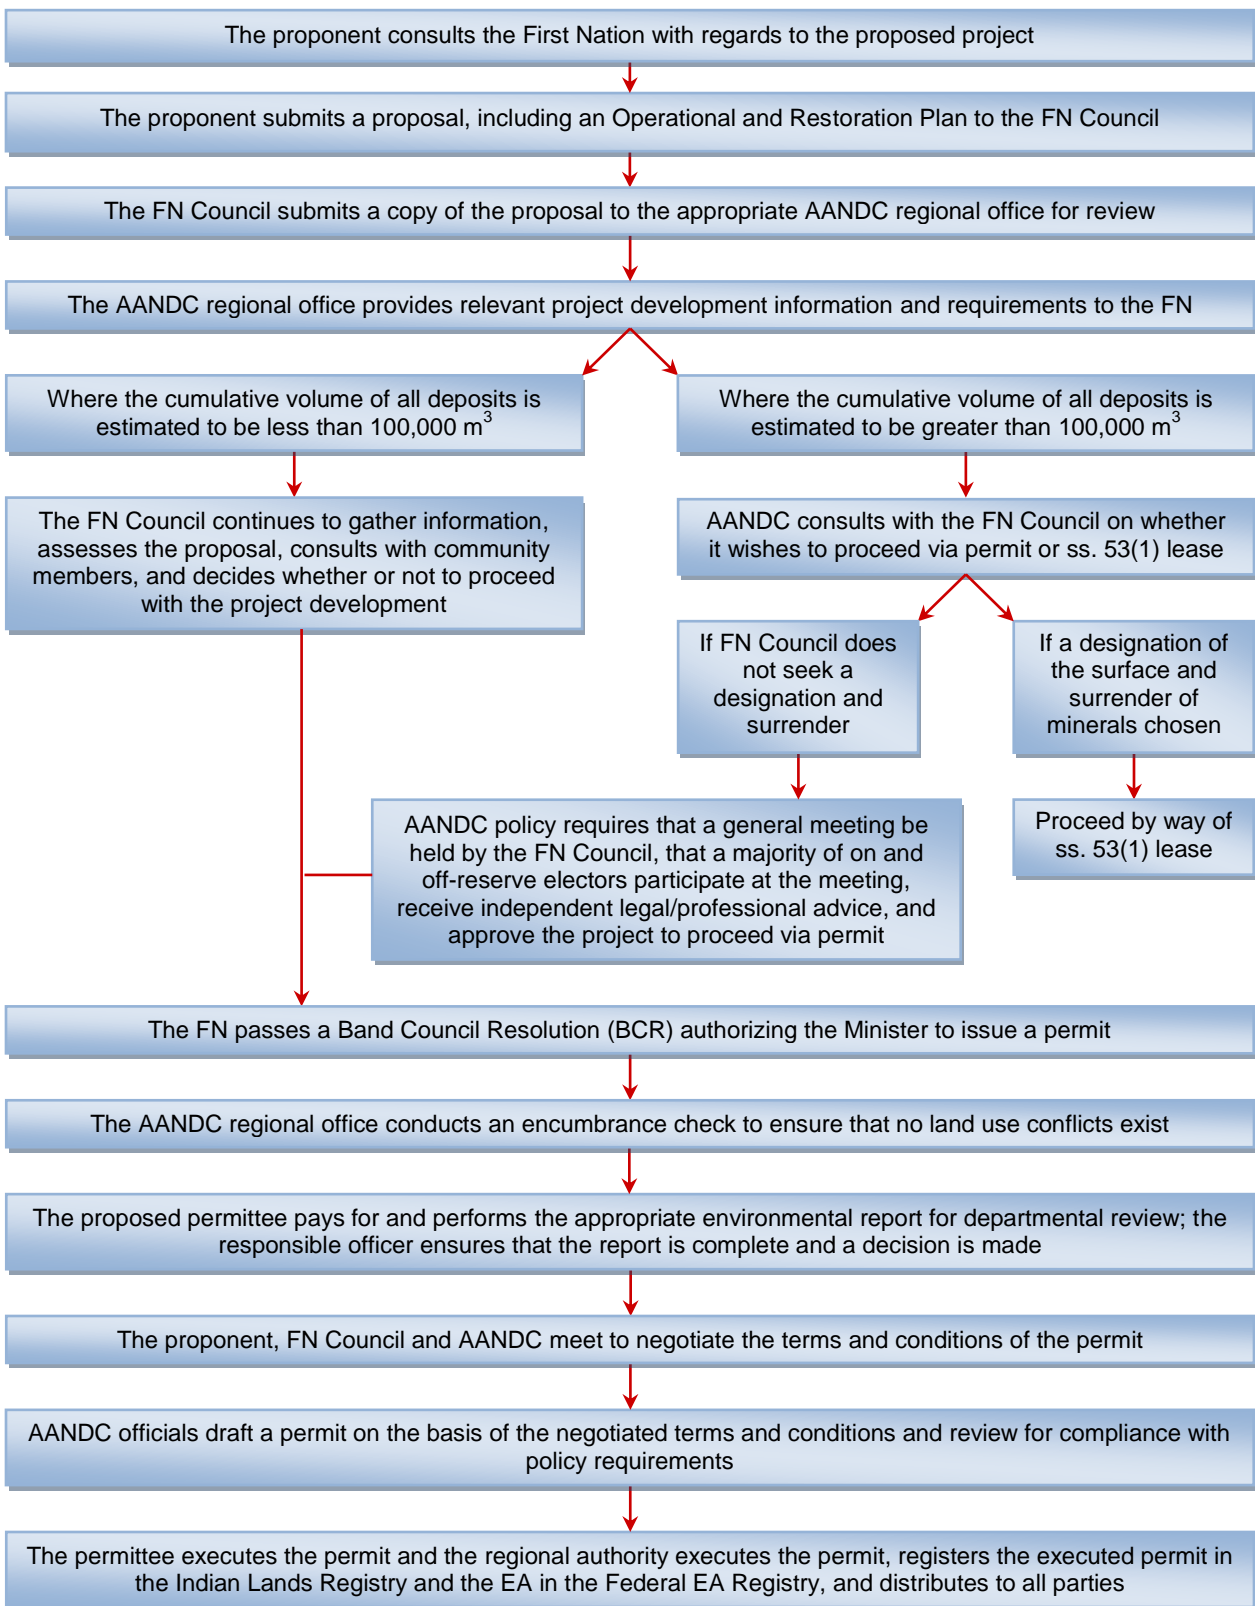 The proponent consults the First Nation with regards to the proposed project
The proponent submits a proposal, including an Operational and Restoration Plan to the FN Council
The FN Council submits a copy of the proposal to the appropriate AANDC regional office for review
The AANDC regional office provides relevant project development information and requirements to the FN
Where the cumulative volume of all deposits is
estimated to be less than 100,000 m³
Where the cumulative volume of all deposits is
estimated to be greater than 100,000 m³
The FN Council continues to gather information,
assesses the proposal, consults with community
members, and decides whether or not to proceed
with the project development
AANDC consults with the FN Council on whether
it wishes to proceed via permit or ss. 53(1) lease
If FN Council does
not seek a
designation and
surrender
If a designation of
the surface and
surrender of
minerals chosen
AANDC policy requires that a general meeting be
held by the FN Council, that a majority of on and
off-reserve electors participate at the meeting,
receive independent legal/professional advice, and
approve the project to proceed via permit
Proceed by way of
ss. 53(1) lease
The FN passes a Band Council Resolution (BCR) authorizing the Minister to issue a permit
The AANDC regional office conducts an encumbrance check to ensure that no land use conflicts exist
The proposed permittee pays for and performs the appropriate environmental report for departmental review; the
responsible officer ensures that the report is complete and a decision is made
The proponent, FN Council and AANDC meet to negotiate the terms and conditions of the permit
AANDC officials draft a permit on the basis of the negotiated terms and conditions and review for compliance with
policy requirements
The permittee executes the permit and the regional authority executes the permit, registers the executed permit in
the Indian Lands Registry and the EA in the Federal EA Registry, and distributes to all parties